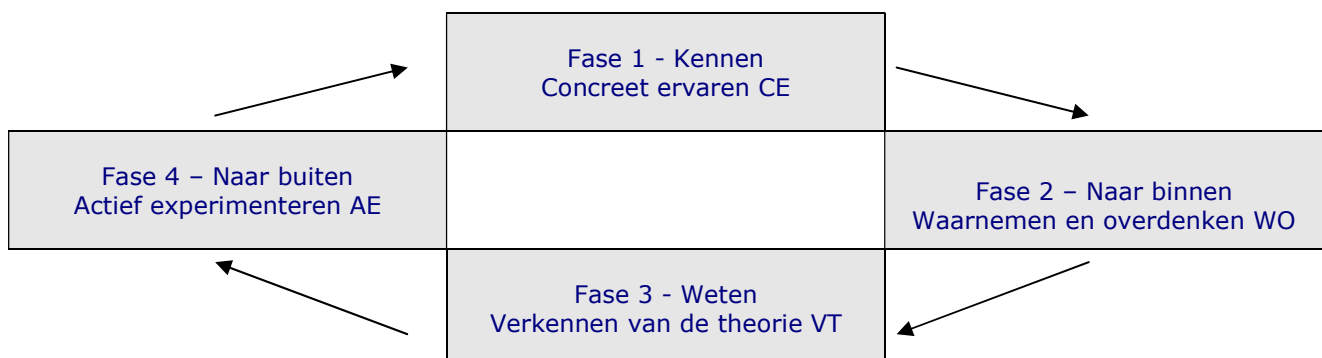 Fase 1 - Kennen
Concreet ervaren CE
Fase 4 – Naar buiten
Actief experimenteren AE
Fase 2 – Naar binnen
Waarnemen en overdenken WO
Fase 3 - Weten
Verkennen van de theorie VT